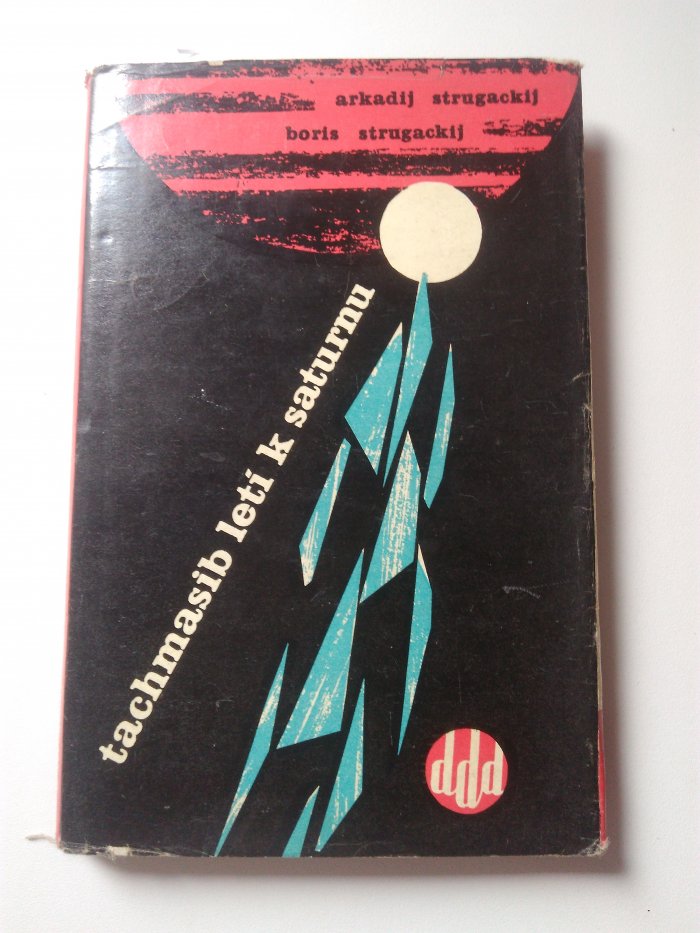 arkadij strugackij
boris strugackij
tachmasib letí k saturnu
ddd